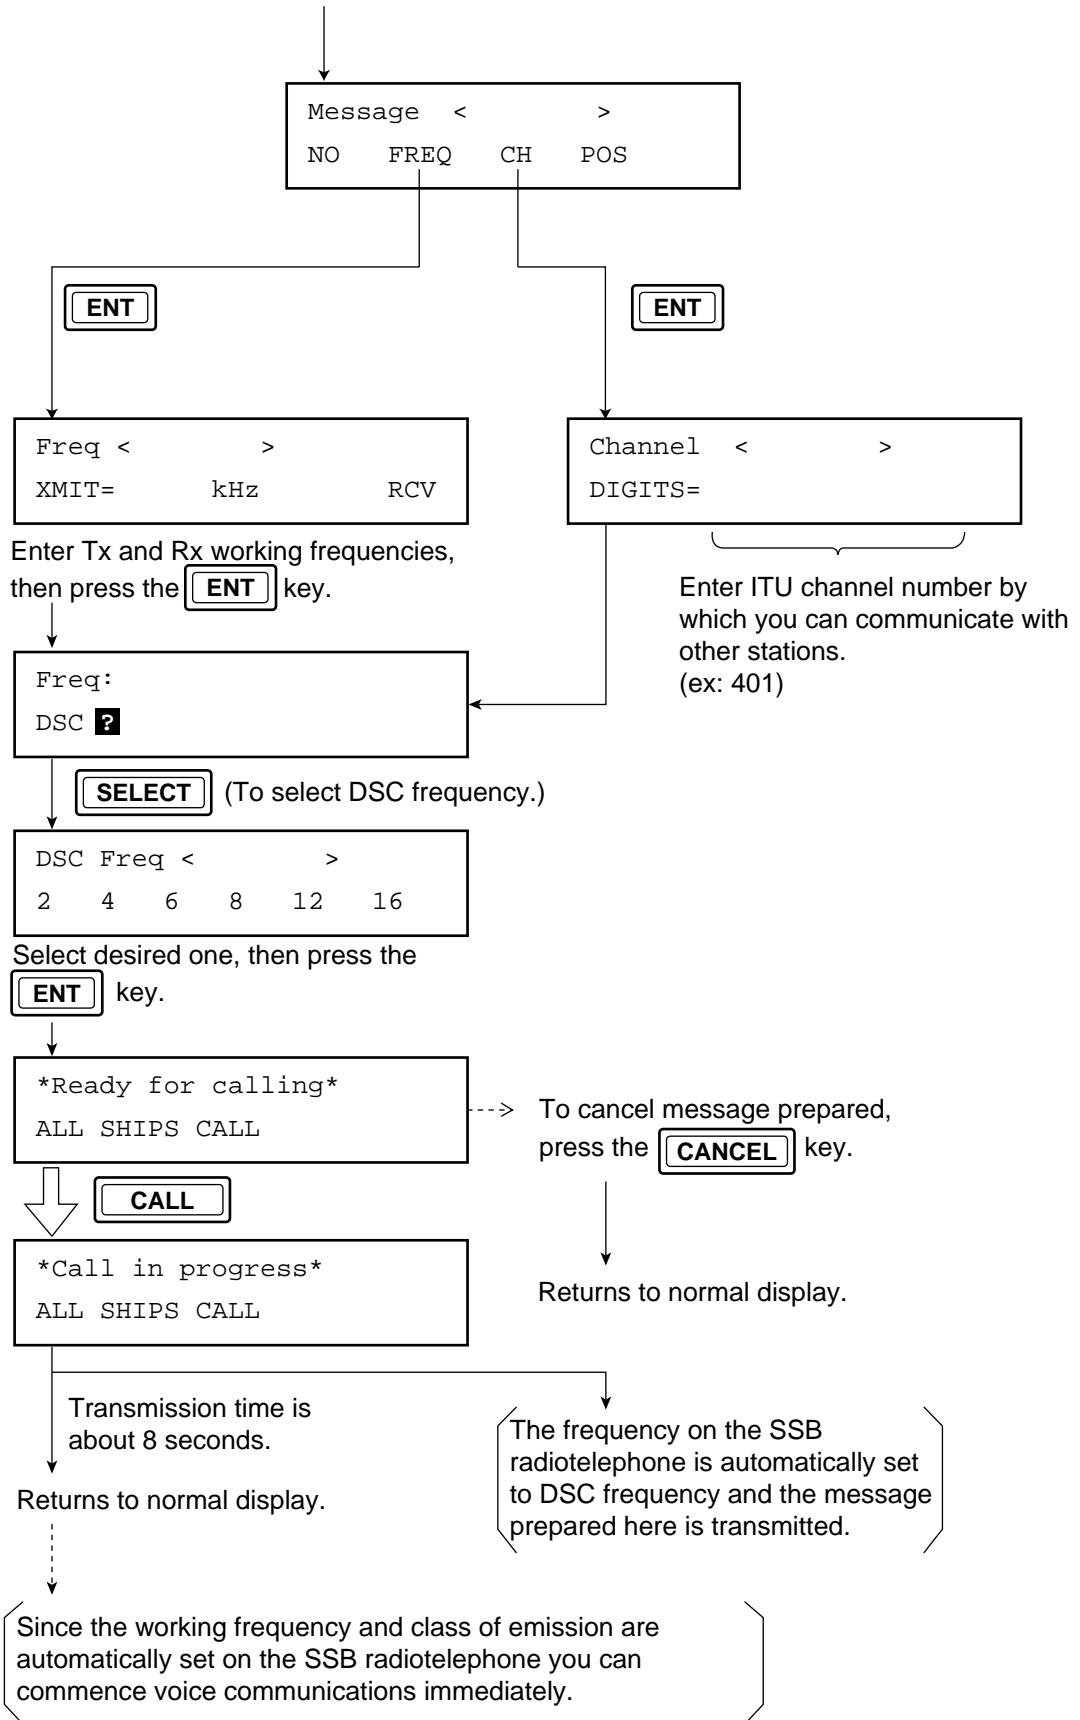 Message < >
NO FREQ CH POS
ENT
ENT
Freq < >
XMIT= kHz RCV
Channel < >
DIGITS=
Enter Tx and Rx working frequencies,
then press the ENT key.
Enter ITU channel number by
which you can communicate with
other stations.
(ex: 401)
Freq:
DSC ?
SELECT (To select DSC frequency.)
DSC Freq < >
2 4 6 8 12 16
Select desired one, then press the
ENT key.
*Ready for calling*
ALL SHIPS CALL
To cancel message prepared,
press the CANCEL key.
CALL
*Call in progress*
ALL SHIPS CALL
Returns to normal display.
Transmission time is
about 8 seconds.
The frequency on the SSB
radiotelephone is automatically set
to DSC frequency and the message
prepared here is transmitted.
Returns to normal display.
Since the working frequency and class of emission are
automatically set on the SSB radiotelephone you can
commence voice communications immediately.